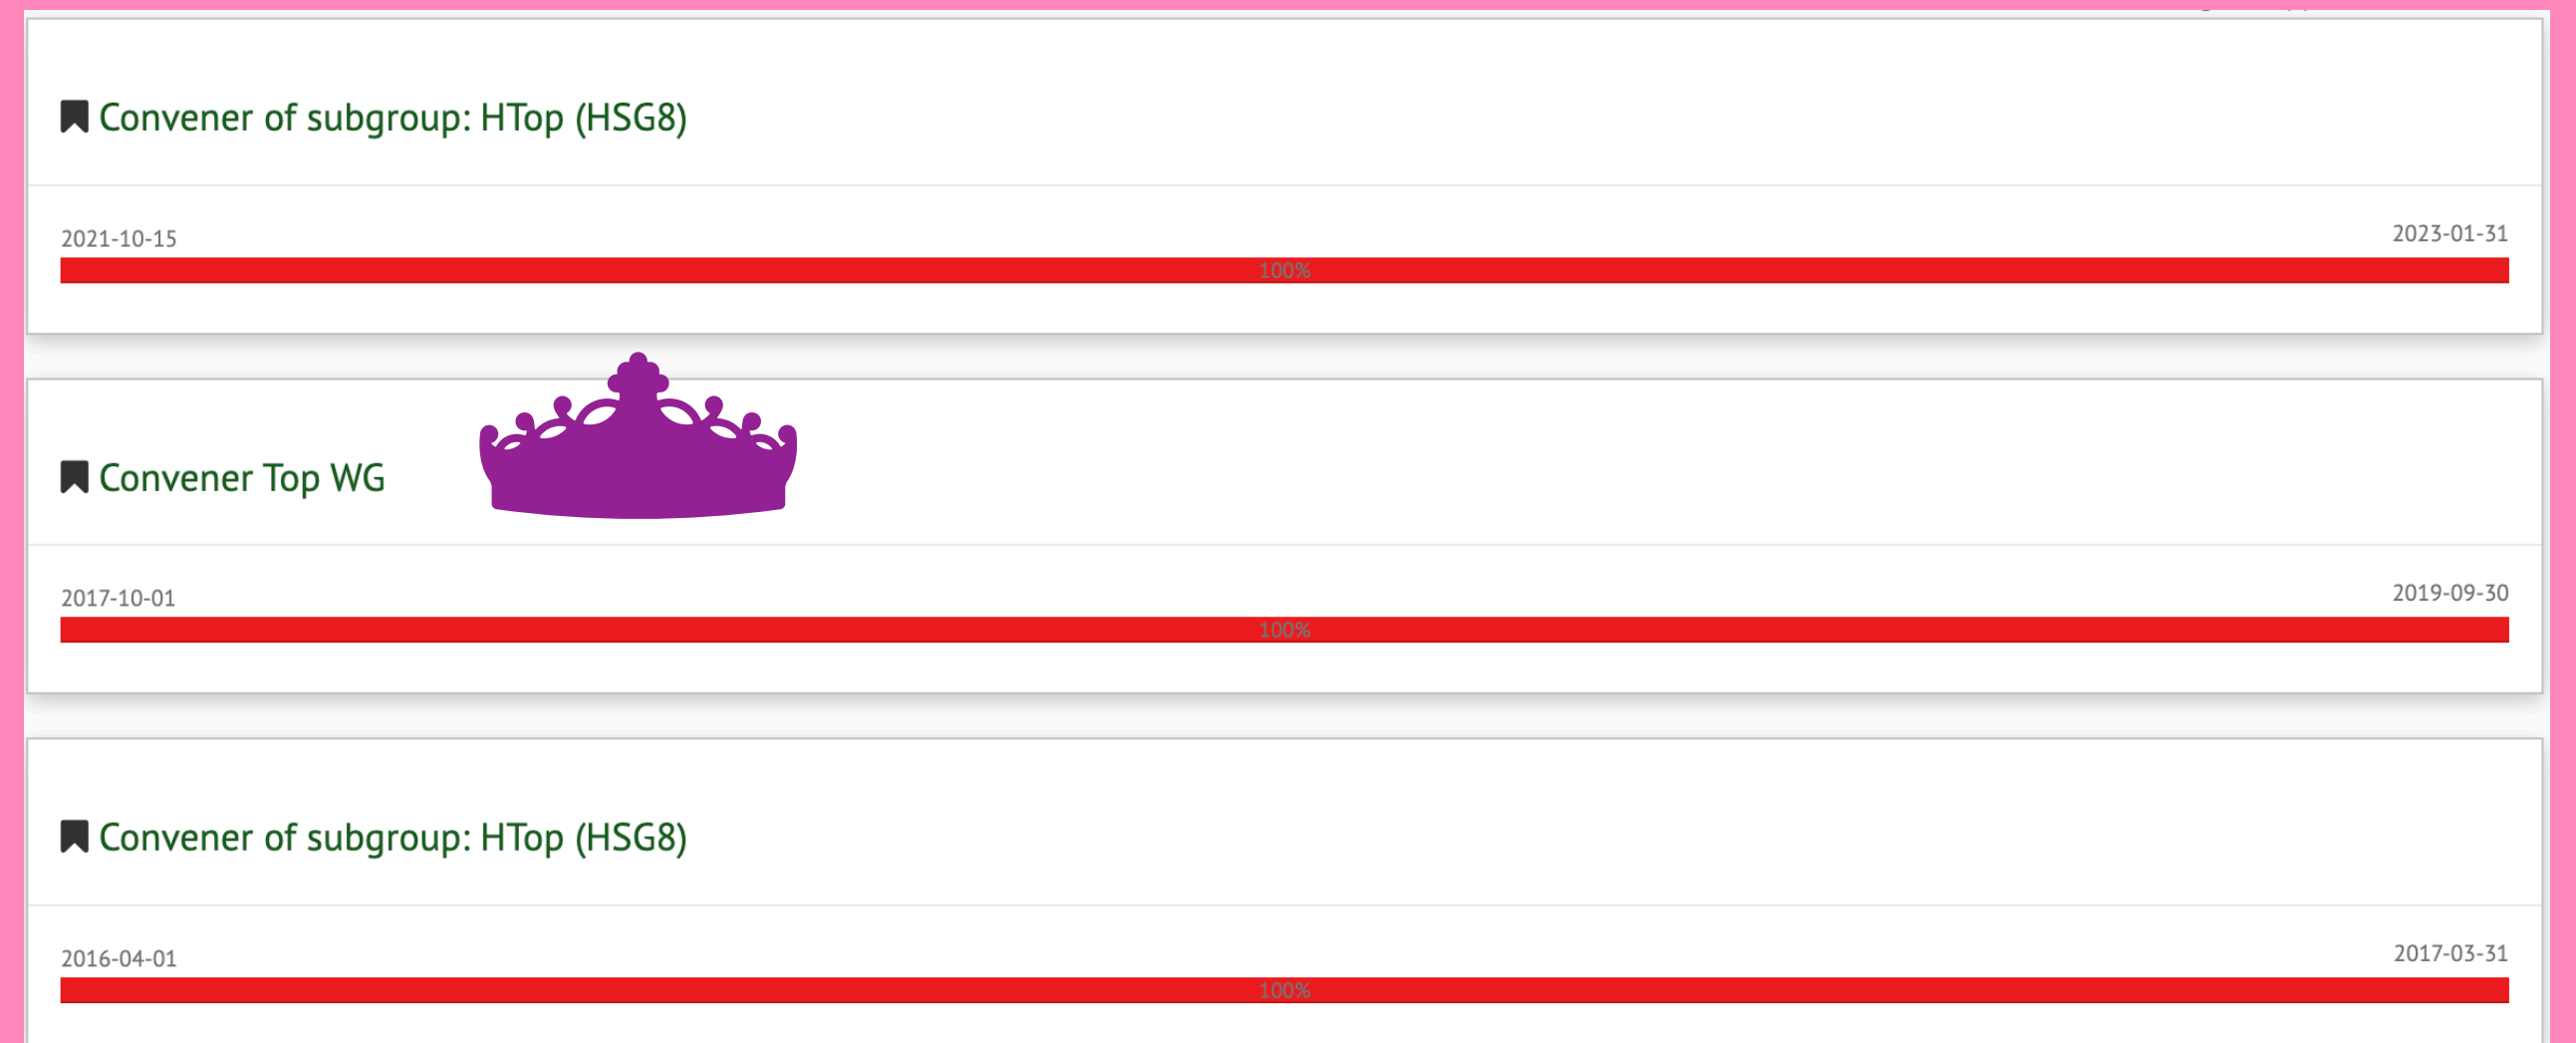 Convener of subgroup: HTop (HSG8)
2021-10-15 2023-01-31
100%
Convener Top WG
2017-10-01 2019-09-30
100%
Convener of subgroup: HTop (HSG8)
2016-04-01 2017-03-31
100%